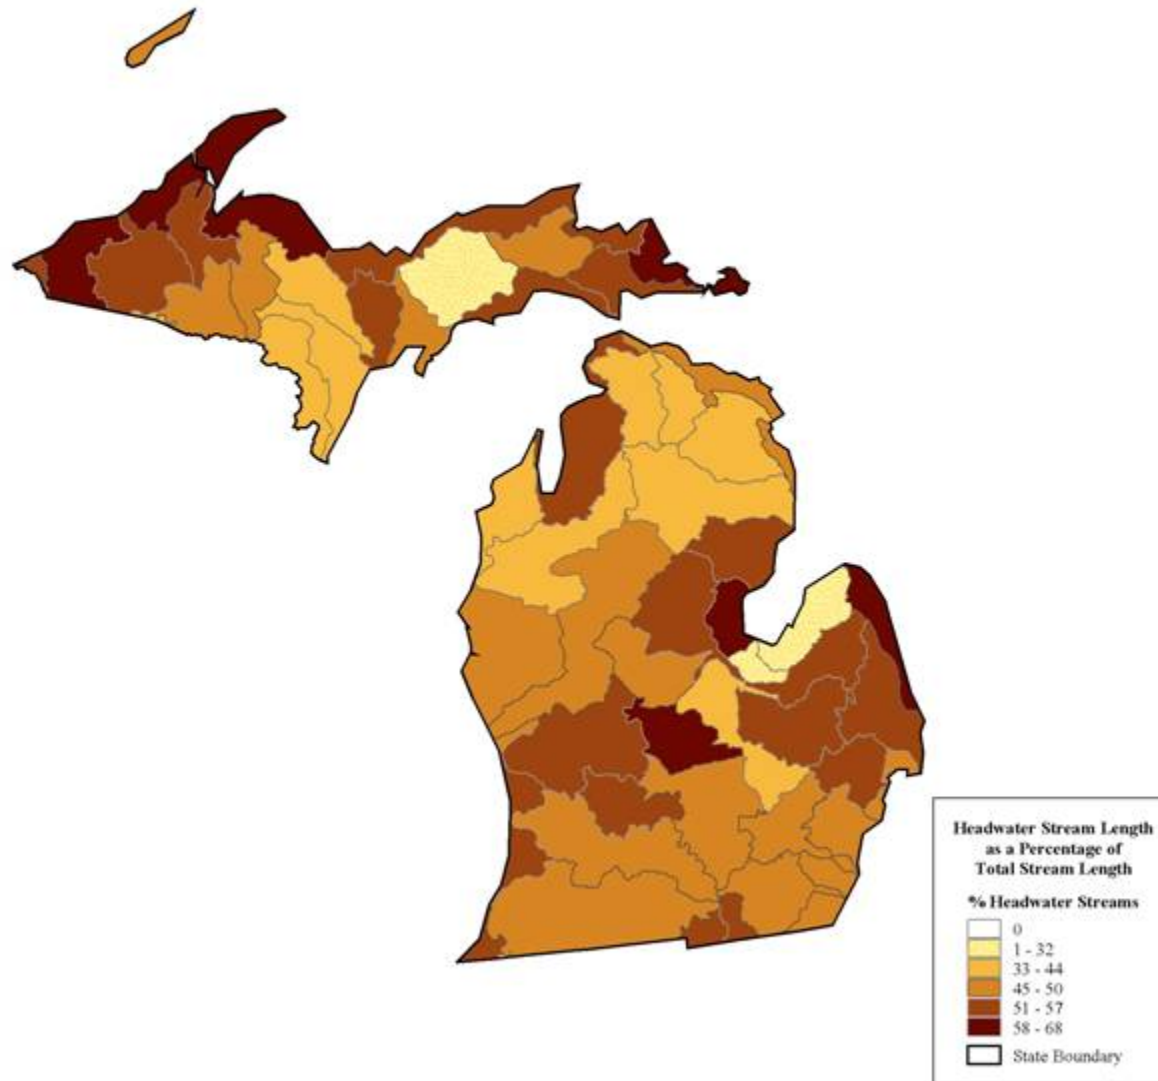 Headwater Stream Length
as a Percentage of
Total Stream Length
% Headwater Streams
0
1 - 32
33 - 44
45 - 50
51 - 57
58 - 68
State Boundary